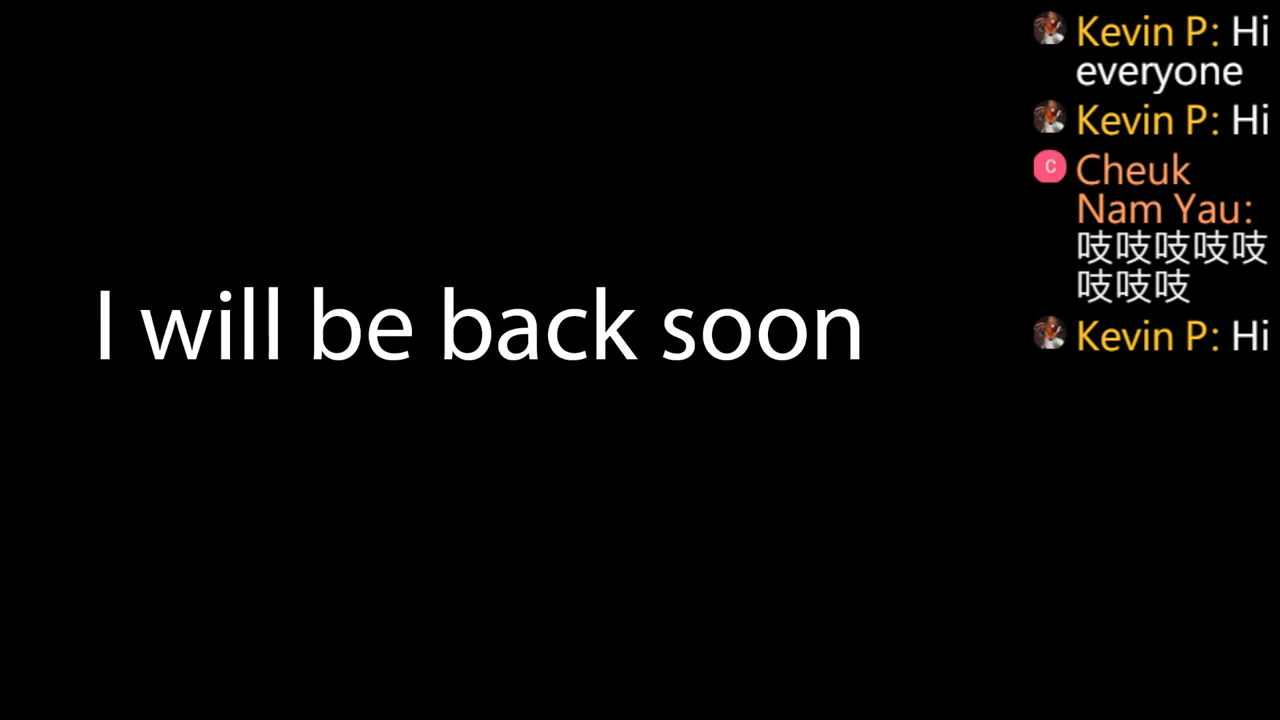 I will be back soon
Kevin P: Hi
everyone
Kevin P: Hi
C
Cheuk
Nam Yau:
吱吱吱吱吱
吱吱吱
Kevin P: Hi